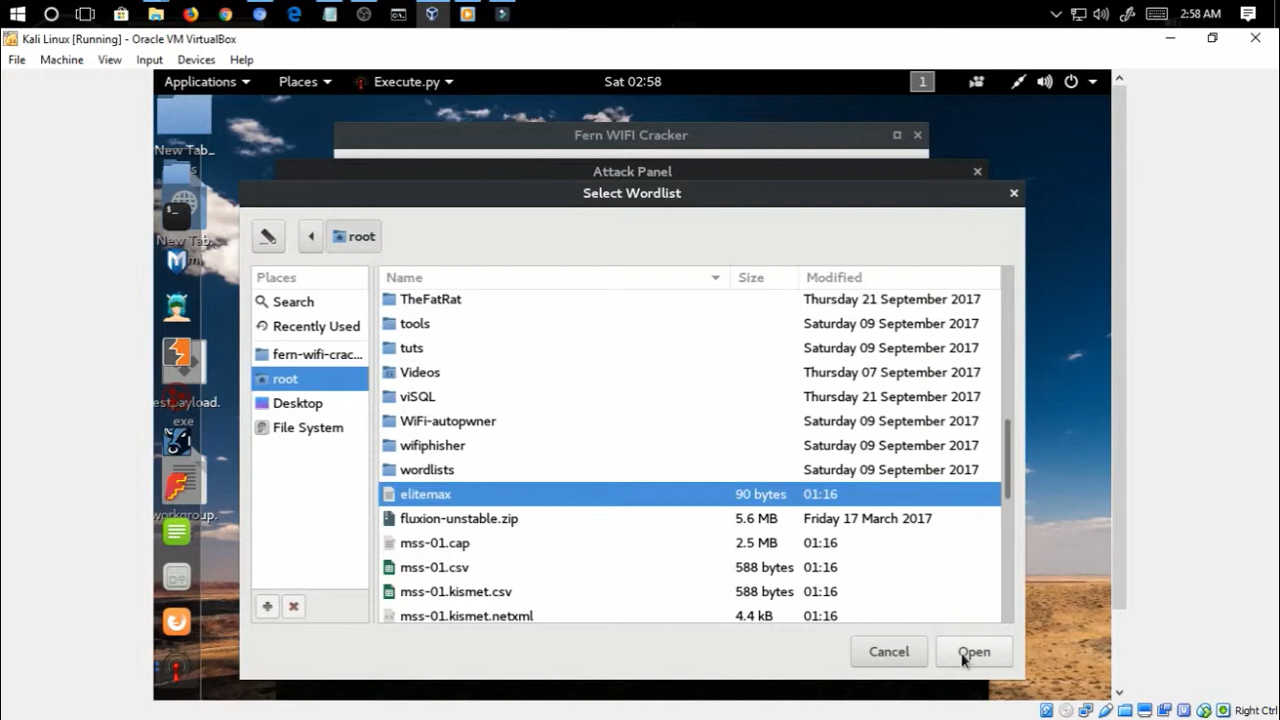 2:58 AM
Kali Linux [Running] - Oracle VM VirtualBox
File Machine View Input Devices Help
Applications Places Execute.py Sat 02:58 1
Fern WIFI Cracker
Attack Panel
Select Wordlist
root
Places
Search
Recently Used
fern-wifi-crac...
root
Desktop
File System
Name Size Modified
TheFatRat Thursday 21 September 2017
tools Saturday 09 September 2017
tuts Saturday 09 September 2017
Videos Thursday 07 September 2017
viSQL Thursday 21 September 2017
WiFi-autopwner Saturday 09 September 2017
wifiphisher Saturday 09 September 2017
wordlists Saturday 09 September 2017
elitemax 90 bytes 01:16
fluxion-unstable.zip 5.6 MB Friday 17 March 2017
mss-01.cap 2.5 MB 01:16
mss-01.csv 588 bytes 01:16
mss-01.kismet.csv 588 bytes 01:16
mss-01.kismet.netxml 4.4 kB 01:16
Cancel Open
New Tab_
New Tab_
estpayload.
exe
workgroup.
Right Ctrl